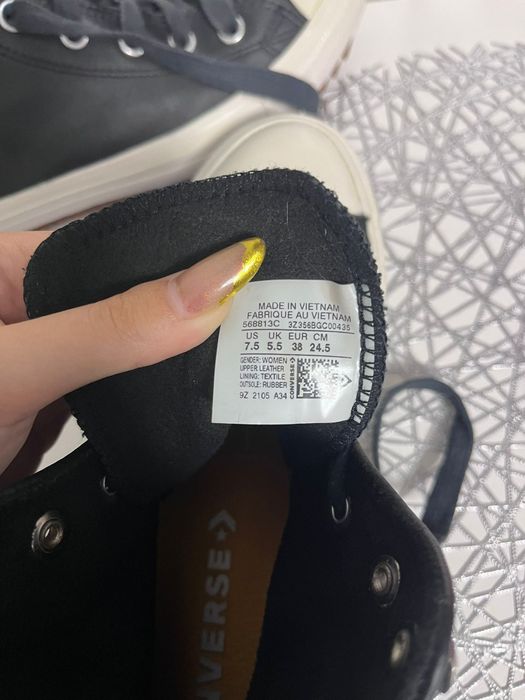 MADE IN VIETNAM
FABRIQUE AU VIETNAM
568813C 3Z356BGC00435
US UK EUR CM
7.5 5.5 38 24.5
GENDER: WOMEN
UPPER LEATHER
LINING: TEXTILE
OUTSOLE: RUBBER
CONVERSE
9Z 2105 A34
NVERSE